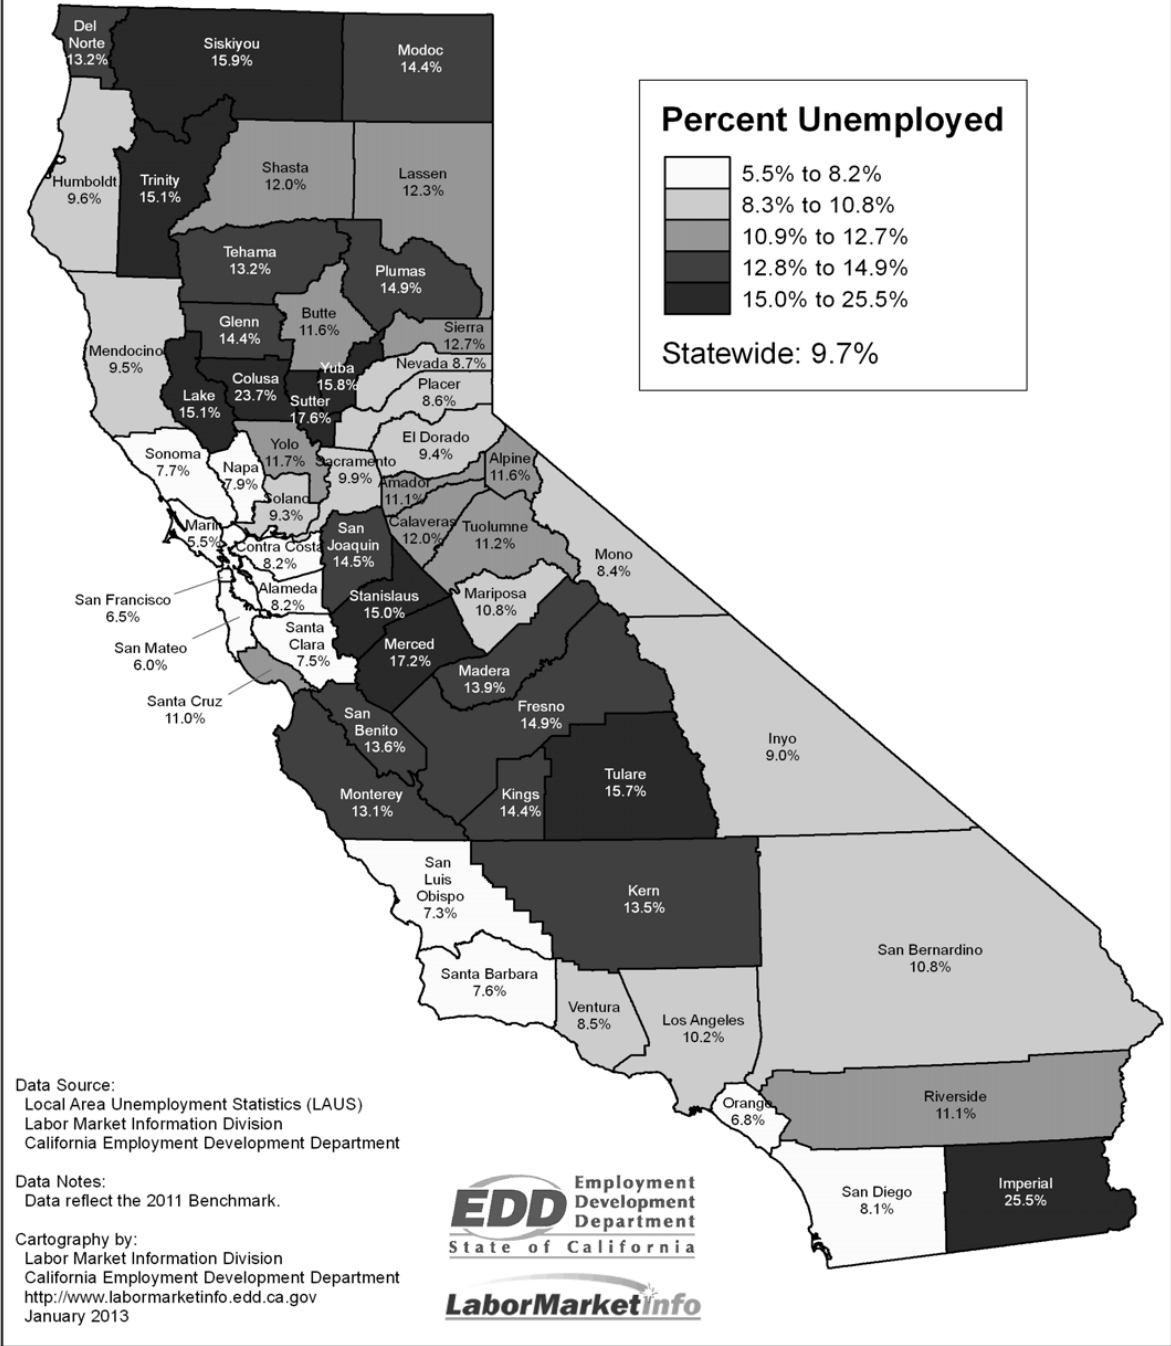 Del
Norte
13.2%
Siskiyou
15.9%
Modoc
14.4%
Percent Unemployed
5.5% to 8.2%
8.3% to 10.8%
10.9% to 12.7%
12.8% to 14.9%
15.0% to 25.5%
Statewide: 9.7%
Humboldt
9.6%
Trinity
15.1%
Shasta
12.0%
Lassen
12.3%
Tehama
13.2%
Plumas
14.9%
Glenn
14.4%
Butte
11.6%
Sierra
12.7%
Mendocino
9.5%
Nevada 8.7%
Yuba
15.8%
Placer
8.6%
Lake
15.1%
Colusa
23.7%
Sutter
17.6%
Sonoma
7.7%
Napa
7.9%
Yolo
11.7%
Sacramento
9.9%
El Dorado
9.4%
Alpine
11.6%
Amador
11.1%
Solano
9.3%
Marin
5.5%
Contra Costa
8.2%
San
Joaquin
14.5%
Calaveras
12.0%
Tuolumne
11.2%
Mono
8.4%
San Francisco
6.5%
Alameda
8.2%
Stanislaus
15.0%
Mariposa
10.8%
San Mateo
6.0%
Santa
Clara
7.5%
Merced
17.2%
Madera
13.9%
Santa Cruz
11.0%
San
Benito
13.6%
Fresno
14.9%
Inyo
9.0%
Monterey
13.1%
Kings
14.4%
Tulare
15.7%
San
Luis
Obispo
7.3%
Kern
13.5%
San Bernardino
10.8%
Santa Barbara
7.6%
Ventura
8.5%
Los Angeles
10.2%
Orange
6.8%
Riverside
11.1%
San Diego
8.1%
Imperial
25.5%
Data Source:
Local Area Unemployment Statistics (LAUS)
Labor Market Information Division
California Employment Development Department
Data Notes:
Data reflect the 2011 Benchmark.
Cartography by:
Labor Market Information Division
California Employment Development Department
http://www.labormarketinfo.edd.ca.gov
January 2013
EDD
Employment
Development
Department
State of California
LaborMarketInfo